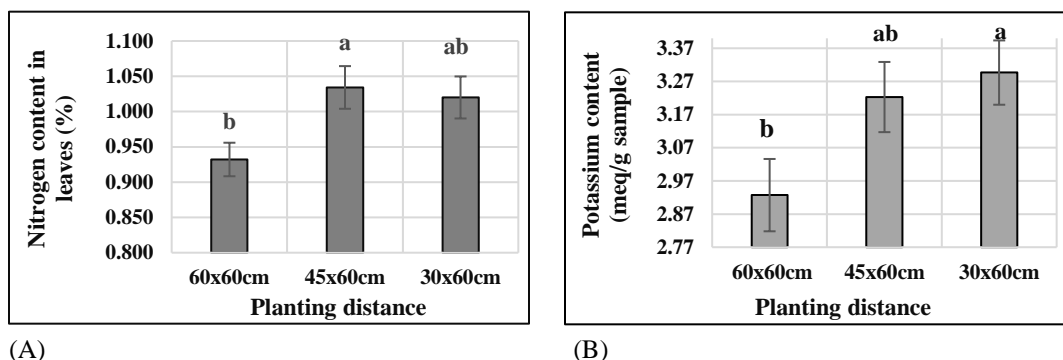 Nitrogen content in
leaves (%)
1.100
1.050
1.000
0.950
0.900
0.850
0.800
b
a
ab
60x60cm 45x60cm 30x60cm
Planting distance
(A)
Potassium content
(meq/g sample)
3.37
3.27
3.17
3.07
2.97
2.87
2.77
b
ab
a
60x60cm 45x60cm 30x60cm
Planting distance
(B)